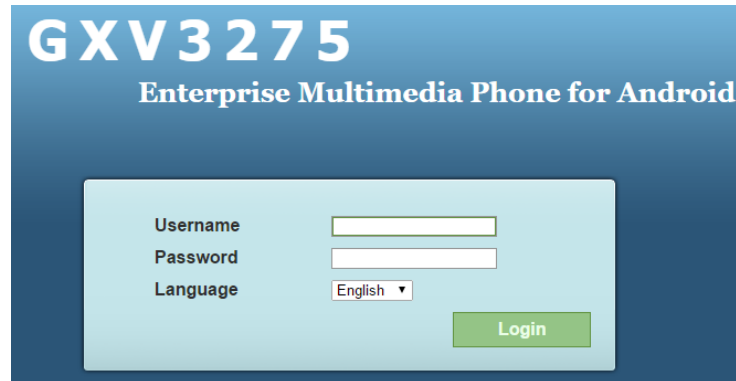 GXV3275
Enterprise Multimedia Phone for Android
Username
Password
Language English
Login